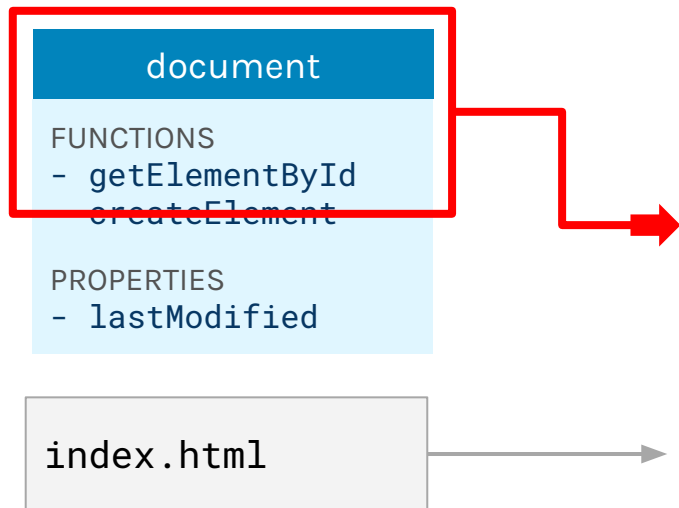 document
FUNCTIONS
- getElementById
- createElement
PROPERTIES
- lastModified
index.html